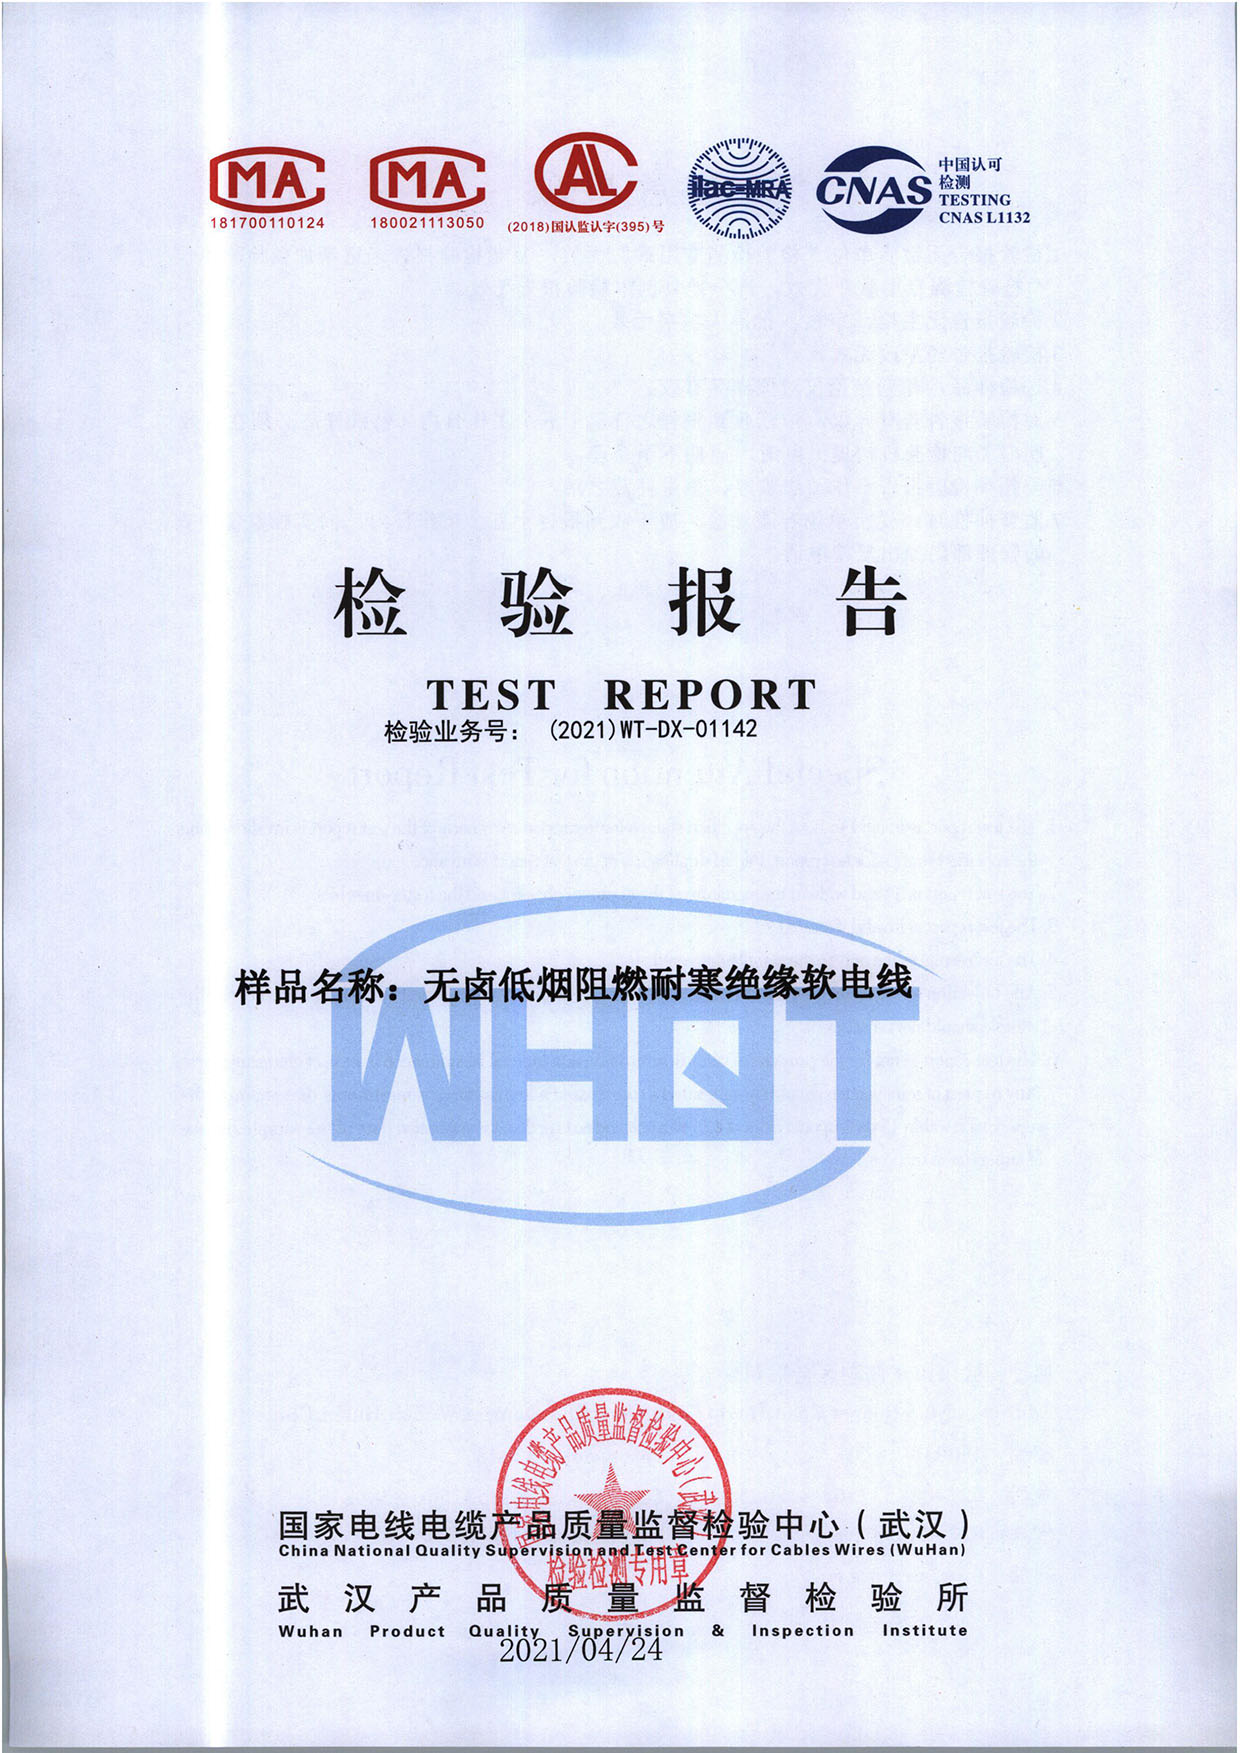 MA MA AL ilac-MRA CNAS 中国认可
检测
TESTING
CNAS L1132
181700110124 180021113050 (2018)国认监认字(395)号
检验报告
TEST REPORT
检验业务号： (2021)WT-DX-01142
样品名称：无卤低烟阻燃耐寒绝缘软电线
WHQT
国家电线电缆产品质量监督检验中心(武汉)
检验检测专用章
国家电线电缆产品质量监督检验中心（武汉）
China National Quality Supervision and Test Center for Cables Wires (WuHan)
武汉产品质量监督检验所
Wuhan Product Quality Supervision & Inspection Institute
2021/04/24